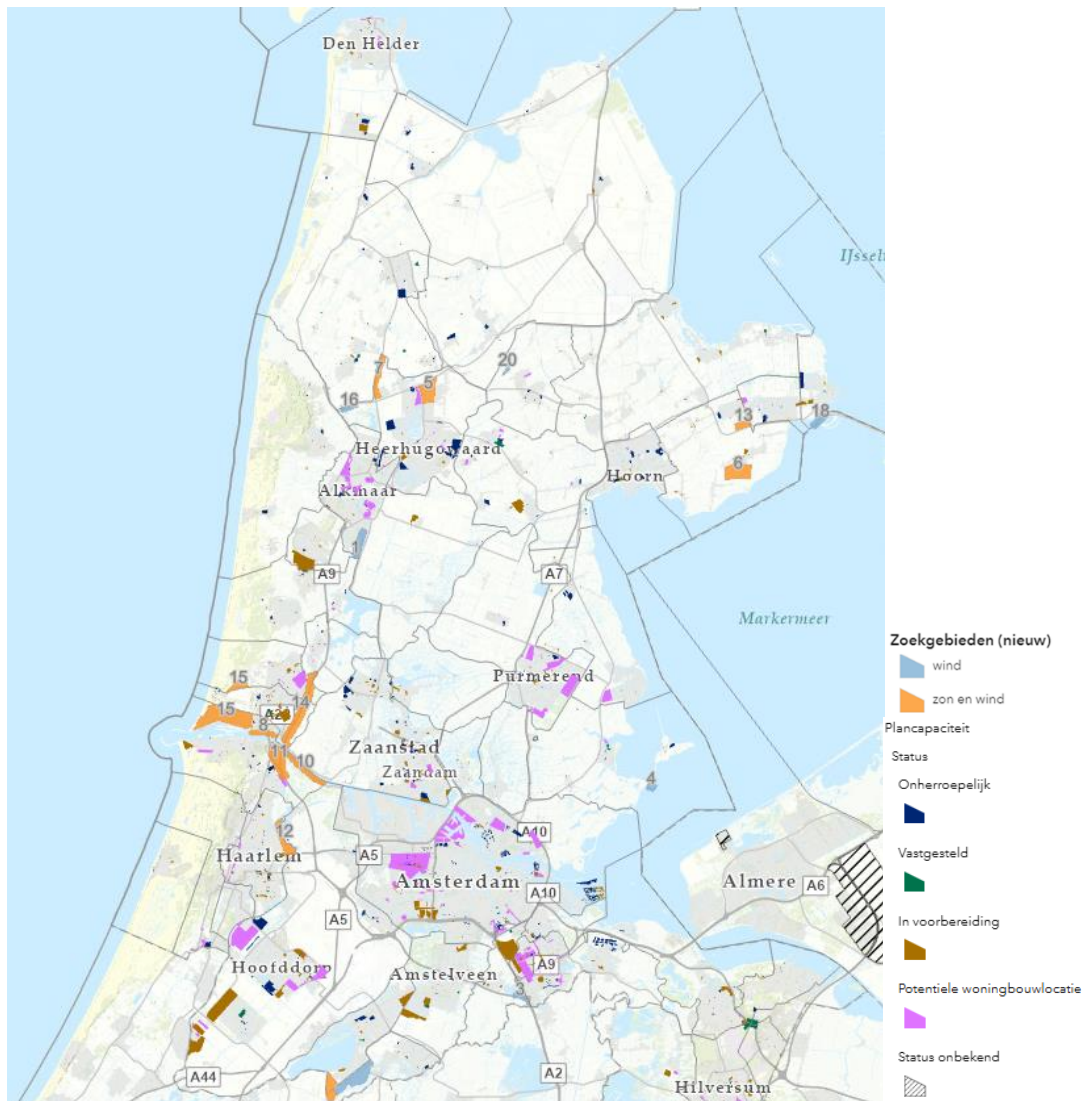 Den Helder
IJssel
7
20
16
5
13
18
Heerhugowaard
6
Hoorn
Alkmaar
1
A9
A7
Markermeer
Zoekgebieden (nieuw)
wind
zon en wind
Plancapaciteit
Status
Onherroepelijk
Vastgesteld
In voorbereiding
Potentiele woningbouwlocatie
Status onbekend
15
Purmerend
14
15
8
11
10
Zaanstad
Zaandam
4
12
A10
Haarlem
A5
Amsterdam
A10
Almere
A6
A5
Hoofddorp
Amstelveen
A9
3
A44
A2
Hilversum